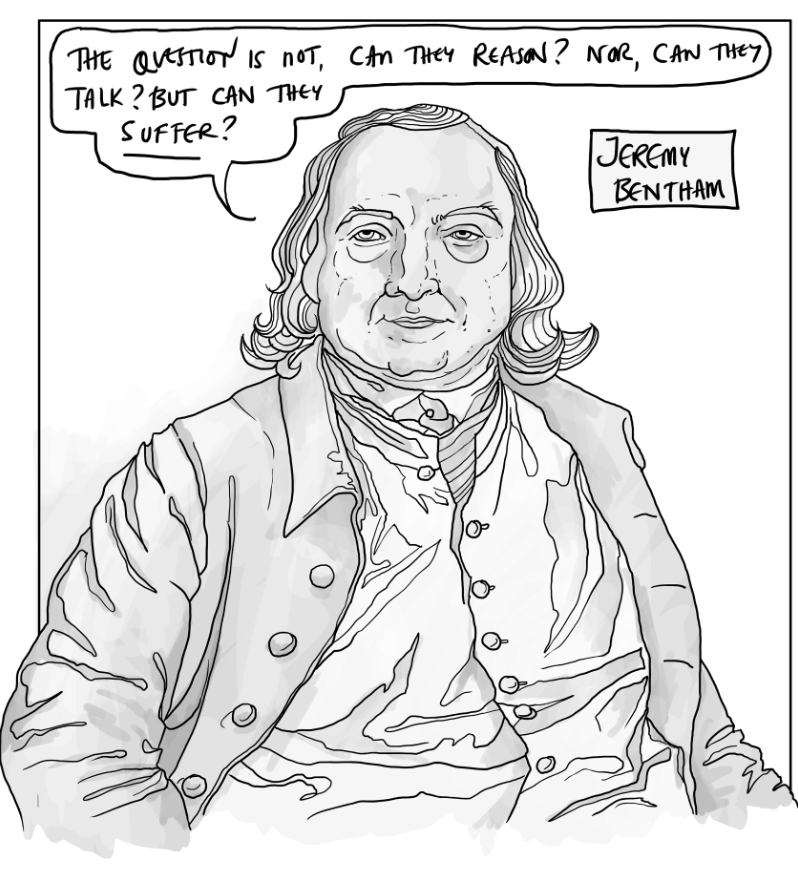 THE QUESTION IS NOT, CAN THEY REASON? NOR, CAN THEY
TALK? BUT CAN THEY
SUFFER?
JEREMY
BENTHAM